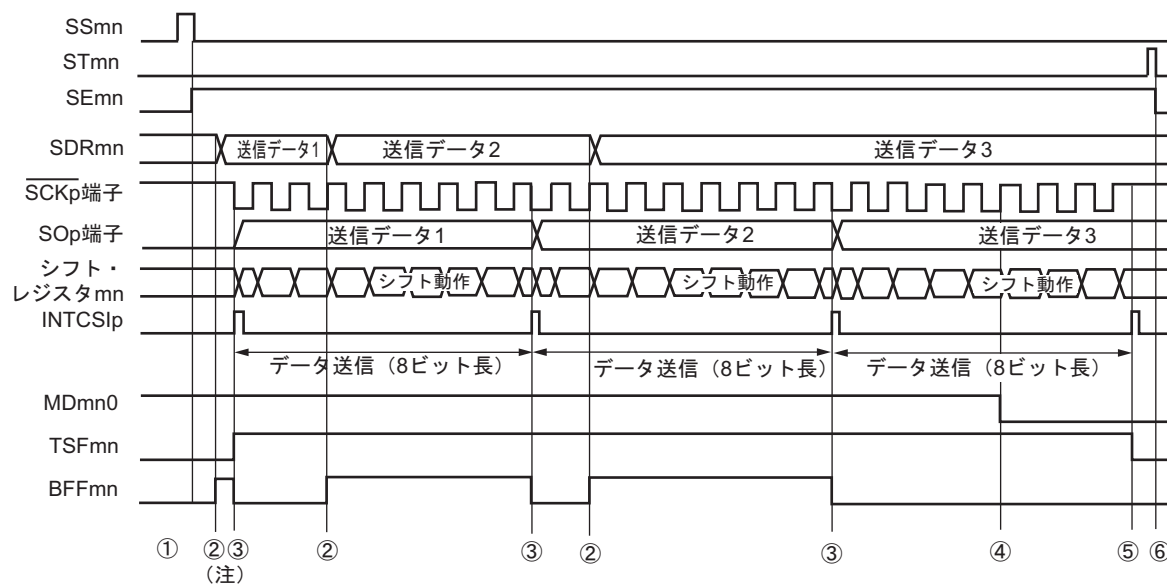 SSmn
STmn
SEmn
SDRmn 送信データ1 送信データ2 送信データ3
SCKp端子
SOp端子 送信データ1 送信データ2 送信データ3
シフト・
レジスタmn シフト動作 シフト動作 シフト動作
INTCSIp
データ送信（8ビット長） データ送信（8ビット長） データ送信（8ビット長）
MDmn0
TSFmn
BFFmn
① ② ③ ② ③ ② ③ ④ ⑤ ⑥
（注）